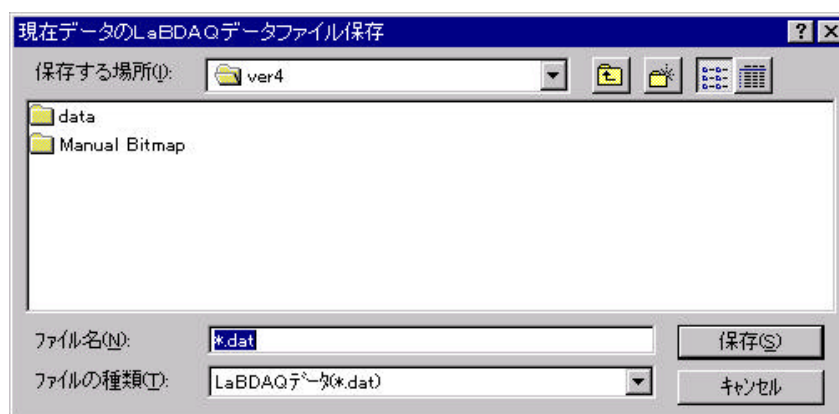 現在データのLaBDAQデータファイル保存
保存する場所(I): ver4
data
Manual Bitmap
ファイル名(N): *.dat 保存(S)
ファイルの種類(T): LaBDAQデータ(*.dat) キャンセル